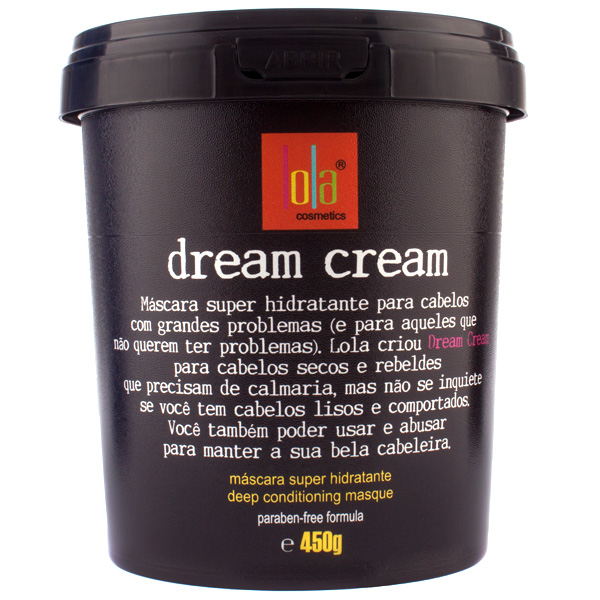 ABRIR
lola®
cosmetics
dream cream
Máscara super hidratante para cabelos
com grandes problemas (e para aqueles que
não querem ter problemas). Lola criou Dream Cream
para cabelos secos e rebeldes
que precisam de calmaria, mas não se inquiete
se você tem cabelos lisos e comportados.
Você também poder usar e abusar
para manter a sua bela cabeleira.
máscara super hidratante
deep conditioning masque
paraben-free formula
e 450g